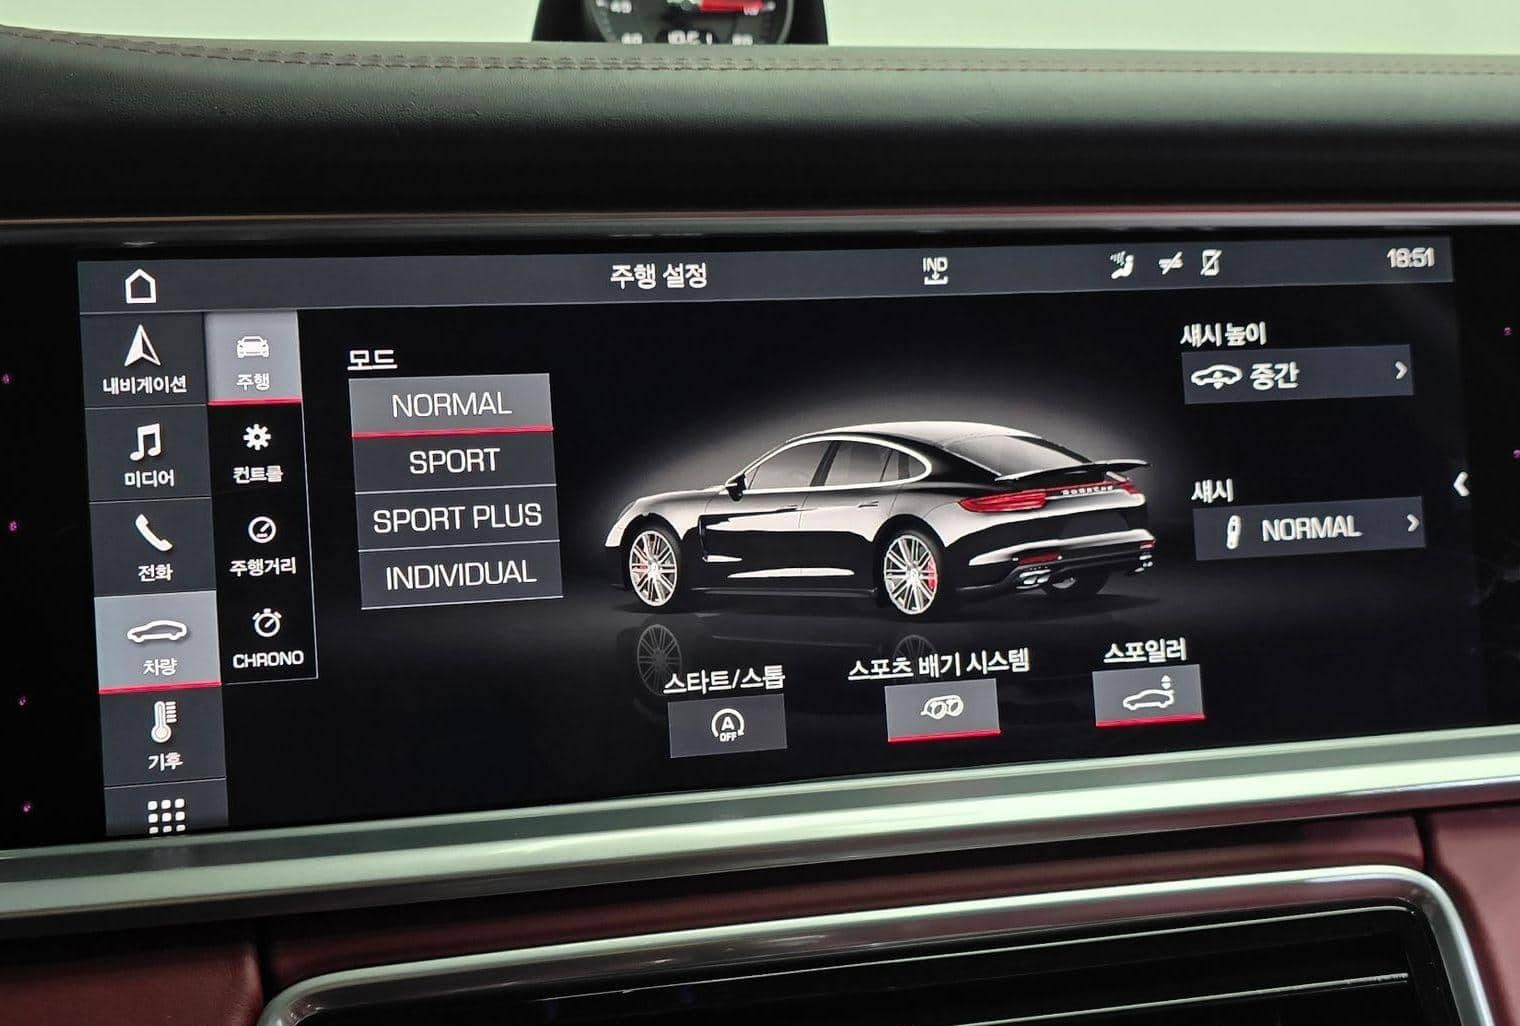 주행 설정
IND
18:51
내비게이션
미디어
전화
차량
기후
주행
컨트롤
주행거리
CHRONO
모드
NORMAL
SPORT
SPORT PLUS
INDIVIDUAL
섀시 높이
중간
섀시
NORMAL
PORSCHE
스타트/스톱
A
OFF
스포츠 배기 시스템
스포일러